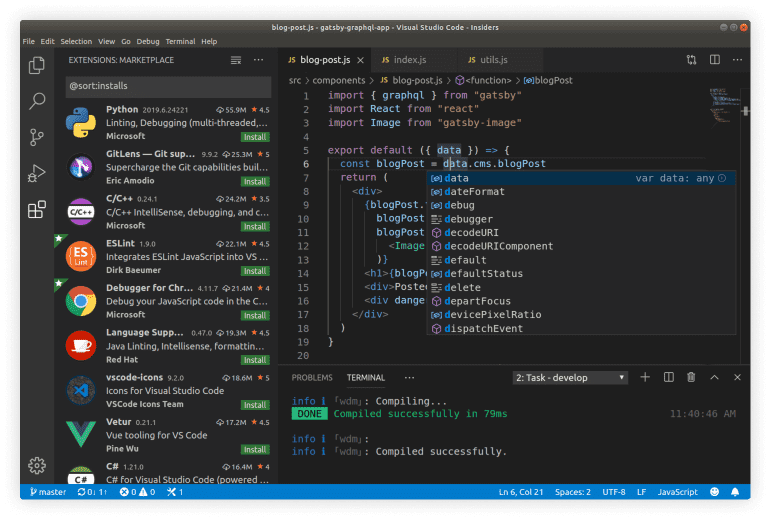 blog-post.js - gatsby-graphql-app - Visual Studio Code - Insiders
File Edit Selection View Go Debug Terminal Help
EXTENSIONS: MARKETPLACE
@sort:installs
Python 2019.6.24221 55.9M ★ 4.5
Linting, Debugging (multi-threaded,...
Microsoft Install
GitLens — Git sup... 9.9.2 25.3M ★ 5
Supercharge the Git capabilities buil...
Eric Amodio Install
C/C++ 0.24.1 24.2M ★ 3.5
C/C++ IntelliSense, debugging, and c...
Microsoft Install
ESLint 1.9.0 22.1M ★ 4.5
Integrates ESLint JavaScript into VS ...
Dirk Baeumer Install
Debugger for Chr... 4.11.7 21.4M ★ 4
Debug your JavaScript code in the C...
Microsoft Install
Language Supp... 0.47.0 19.3M ★ 4.5
Java Linting, Intellisense, formattin...
Red Hat Install
vscode-icons 9.2.0 18.6M ★ 5
Icons for Visual Studio Code
VSCode Icons Team Install
Vetur 0.21.1 17.2M ★ 4.5
Vue tooling for VS Code
Pine Wu Install
C# 1.21.0 16.4M ★ 4
C# for Visual Studio Code (powered ...
C/C++
ES
Lint
C#
JS blog-post.js JS index.js JS utils.js
src > components > JS blog-post.js > <function> > blogPost
1 import { graphql } from "gatsby"
2 import React from "react"
3 import Image from "gatsby-image"
4
5 export default ({ data }) => {
6 const blogPost = data.cms.blogPost
7 return (
8 <div>
9 {blogPost.
10 blogPost
11 blogPost
12 <Image
13 )}
14 <h1>{blogPo
15 <div>Poste
16 <div dange
17 </div>
18 )
19 }
20
data var data: any
dateFormat
debug
debugger
decodeURI
decodeURIComponent
default
defaultStatus
delete
departFocus
devicePixelRatio
dispatchEvent
PROBLEMS TERMINAL ··· 2: Task - develop
info ℹ ｢wdm｣: Compiling...
DONE Compiled successfully in 79ms 11:40:46 AM
info ℹ ｢wdm｣:
info ℹ ｢wdm｣: Compiled successfully.
master 0↓ 1↑ 0 0 1 Ln 6, Col 21 Spaces: 2 UTF-8 LF JavaScript